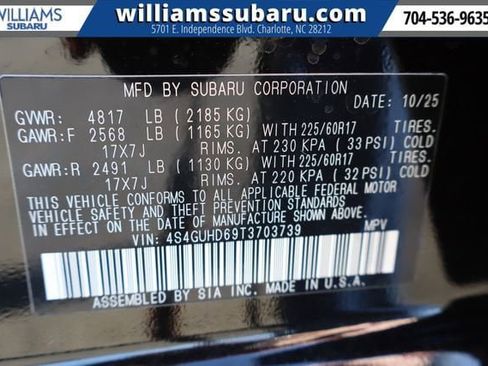 WILLIAMS
SUBARU
williamssubaru.com
5701 E. Independence Blvd. Charlotte, NC 28212
704-536-9635
MFD BY SUBARU CORPORATION
DATE: 10/25
GVWR: 4817 LB (2185 KG)
GAWR:F 2568 LB (1165 KG) WITH 225/60R17 TIRES.
17X7J RIMS. AT 230 KPA (33 PSI) COLD
GAWR:R 2491 LB (1130 KG) WITH 225/60R17 TIRES.
17X7J RIMS. AT 220 KPA (32 PSI) COLD
THIS VEHICLE CONFORMS TO ALL APPLICABLE FEDERAL MOTOR
VEHICLE SAFETY AND THEFT PREVENTION STANDARDS
IN EFFECT ON THE DATE OF MANUFACTURE SHOWN ABOVE.
VIN: 4S4GUHD69T3703739 MPV
ASSEMBLED BY SIA INC. MADE IN U.S.A.